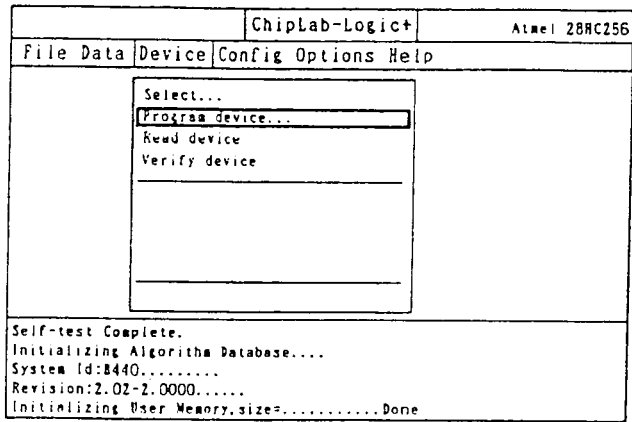 ChipLab-Logic+ Atmel 28HC256
File Data Device Config Options Help
Select...
Program device...
Read device
Verify device
Self-test Complete.
Initializing Algorithm Database....
System Id:8440.........
Revision:2.02-2.0000......
Initializing User Memory,size=............Done